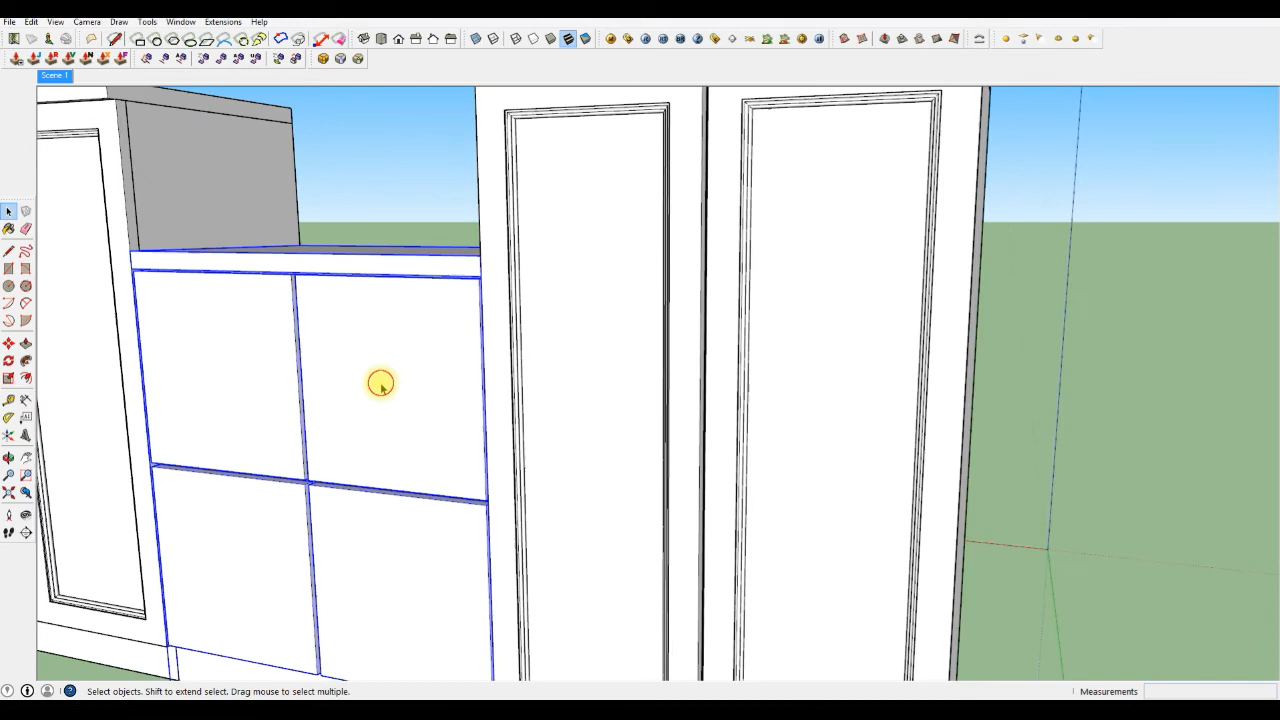 File Edit View Camera Draw Tools Window Extensions Help
Scene 1
Select objects. Shift to extend select. Drag mouse to select multiple.
Measurements